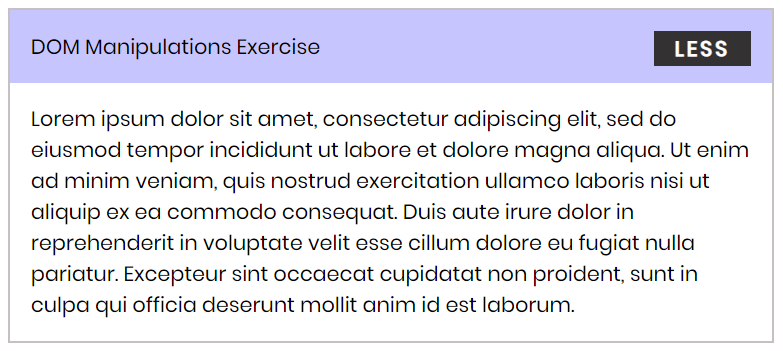 DOM Manipulations Exercise
LESS
Lorem ipsum dolor sit amet, consectetur adipiscing elit, sed do
eiusmod tempor incididunt ut labore et dolore magna aliqua. Ut enim
ad minim veniam, quis nostrud exercitation ullamco laboris nisi ut
aliquip ex ea commodo consequat. Duis aute irure dolor in
reprehenderit in voluptate velit esse cillum dolore eu fugiat nulla
pariatur. Excepteur sint occaecat cupidatat non proident, sunt in
culpa qui officia deserunt mollit anim id est laborum.